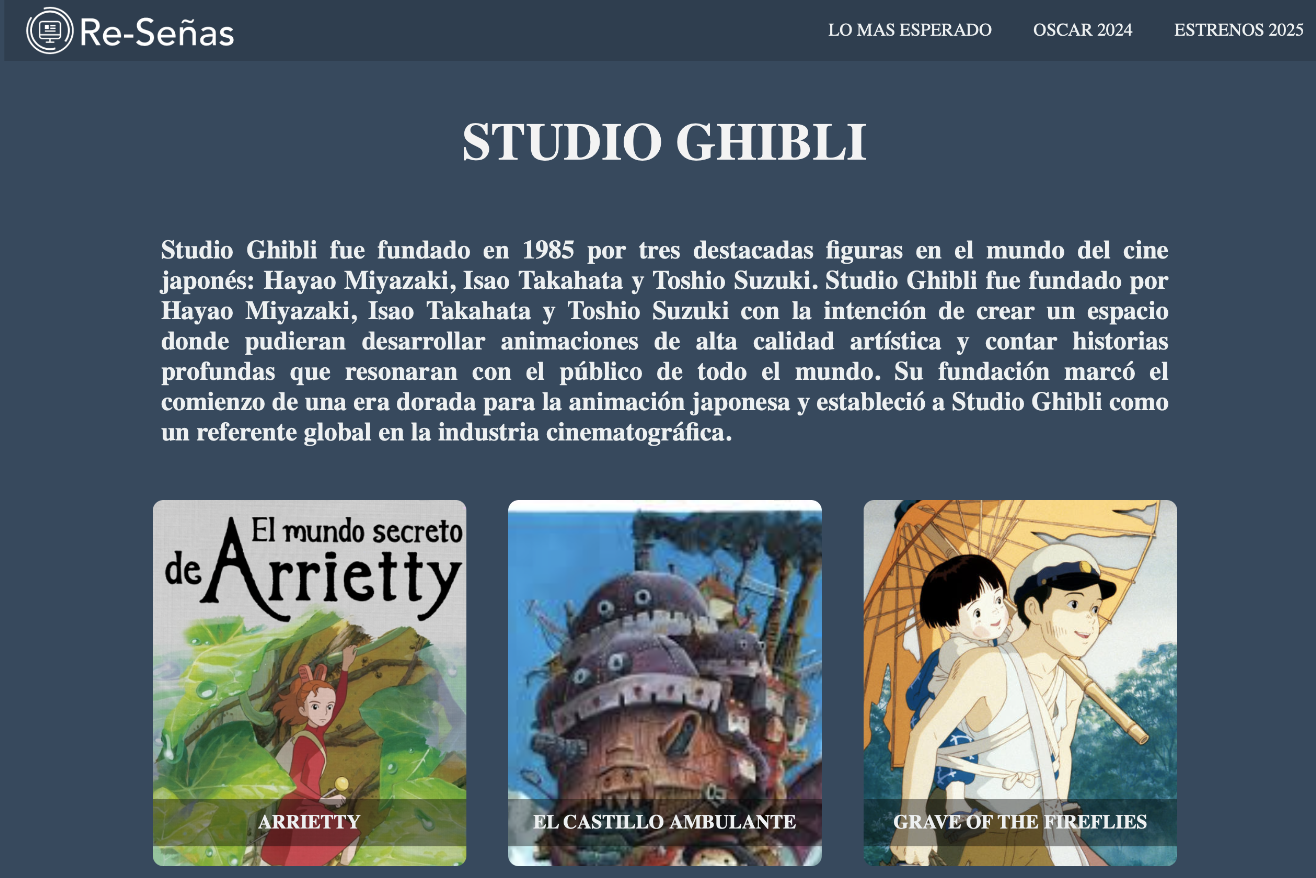 Re-Señas
LO MAS ESPERADO
OSCAR 2024
ESTRENOS 2025
STUDIO GHIBLI
Studio Ghibli fue fundado en 1985 por tres destacadas figuras en el mundo del cine
japonés: Hayao Miyazaki, Isao Takahata y Toshio Suzuki. Studio Ghibli fue fundado por
Hayao Miyazaki, Isao Takahata y Toshio Suzuki con la intención de crear un espacio
donde pudieran desarrollar animaciones de alta calidad artística y contar historias
profundas que resonaran con el público de todo el mundo. Su fundación marcó el
comienzo de una era dorada para la animación japonesa y estableció a Studio Ghibli como
un referente global en la industria cinematográfica.
El mundo secreto
de Arrietty
ARRIETTY
EL CASTILLO AMBULANTE
GRAVE OF THE FIREFLIES